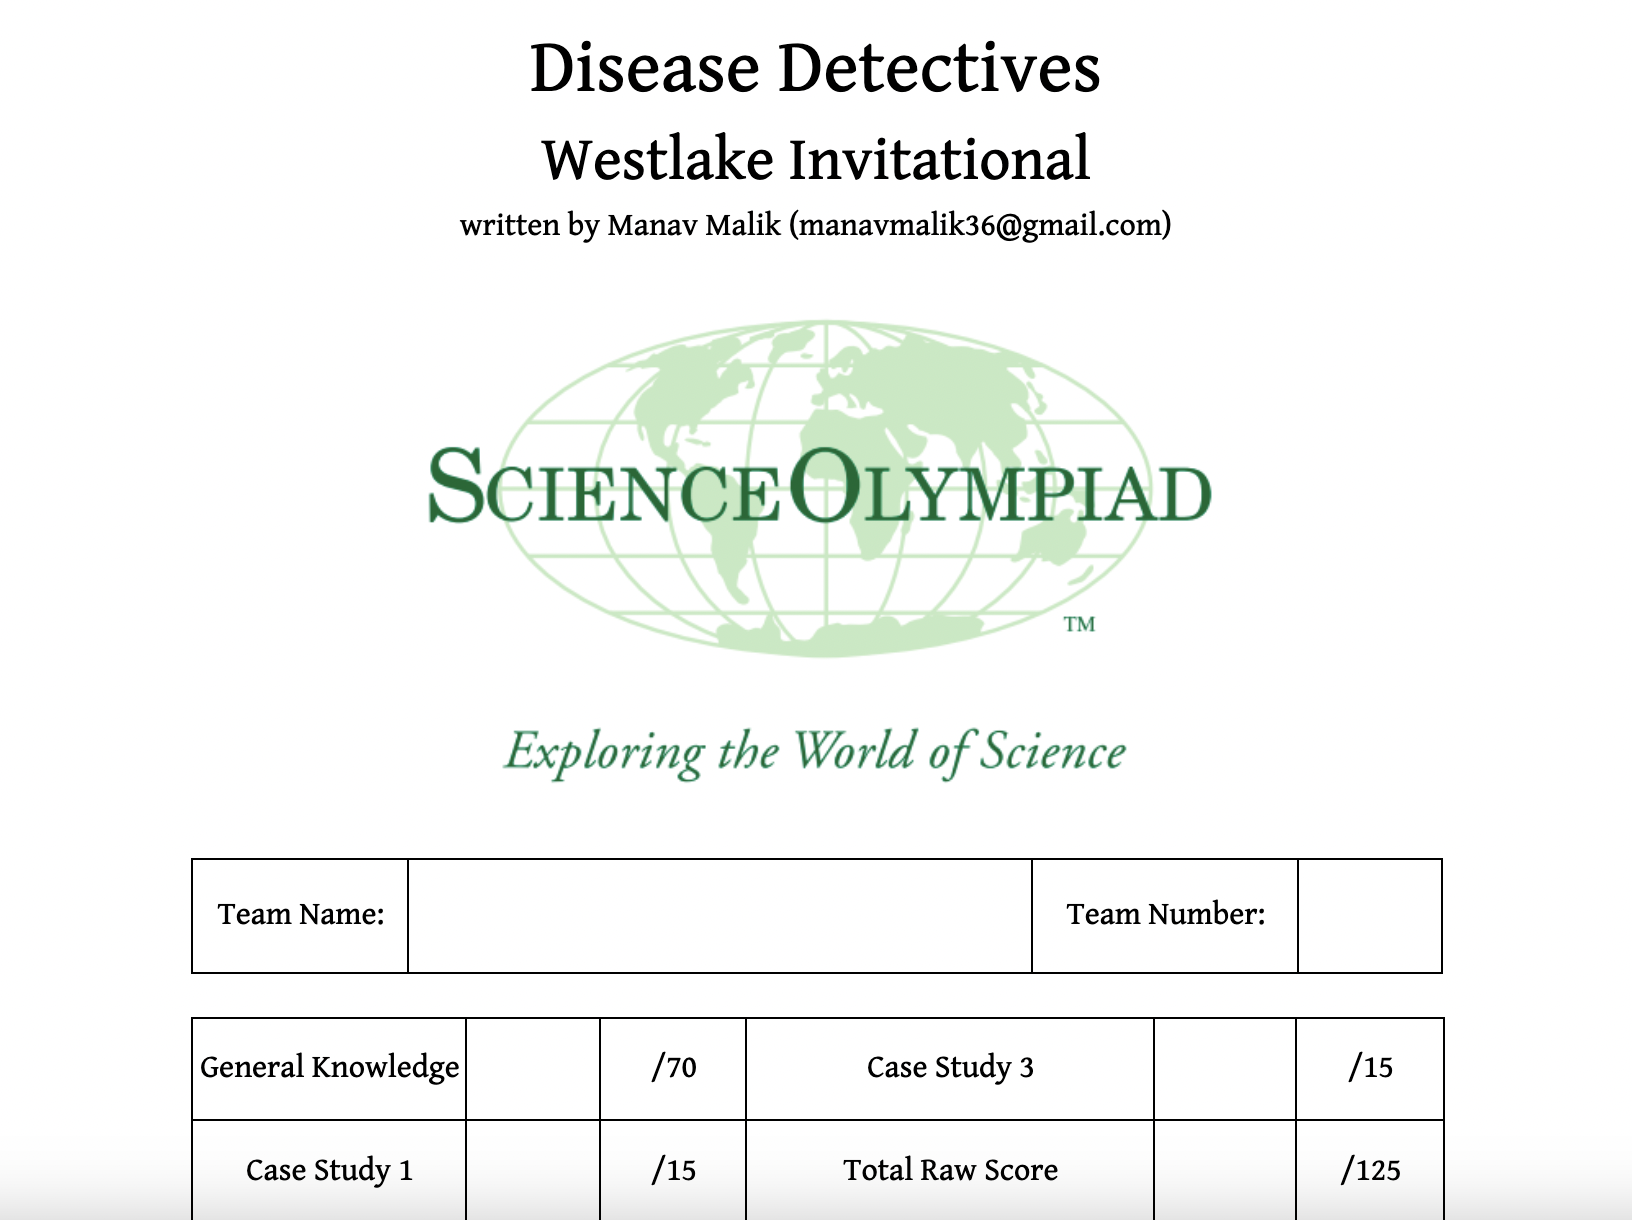 Disease Detectives
Westlake Invitational
written by Manav Malik (manavmalik36@gmail.com)
SCIENCE OLYMPIAD
TM
Exploring the World of Science
Team Name: Team Number:
General Knowledge /70 Case Study 3 /15
Case Study 1 /15 Total Raw Score /125